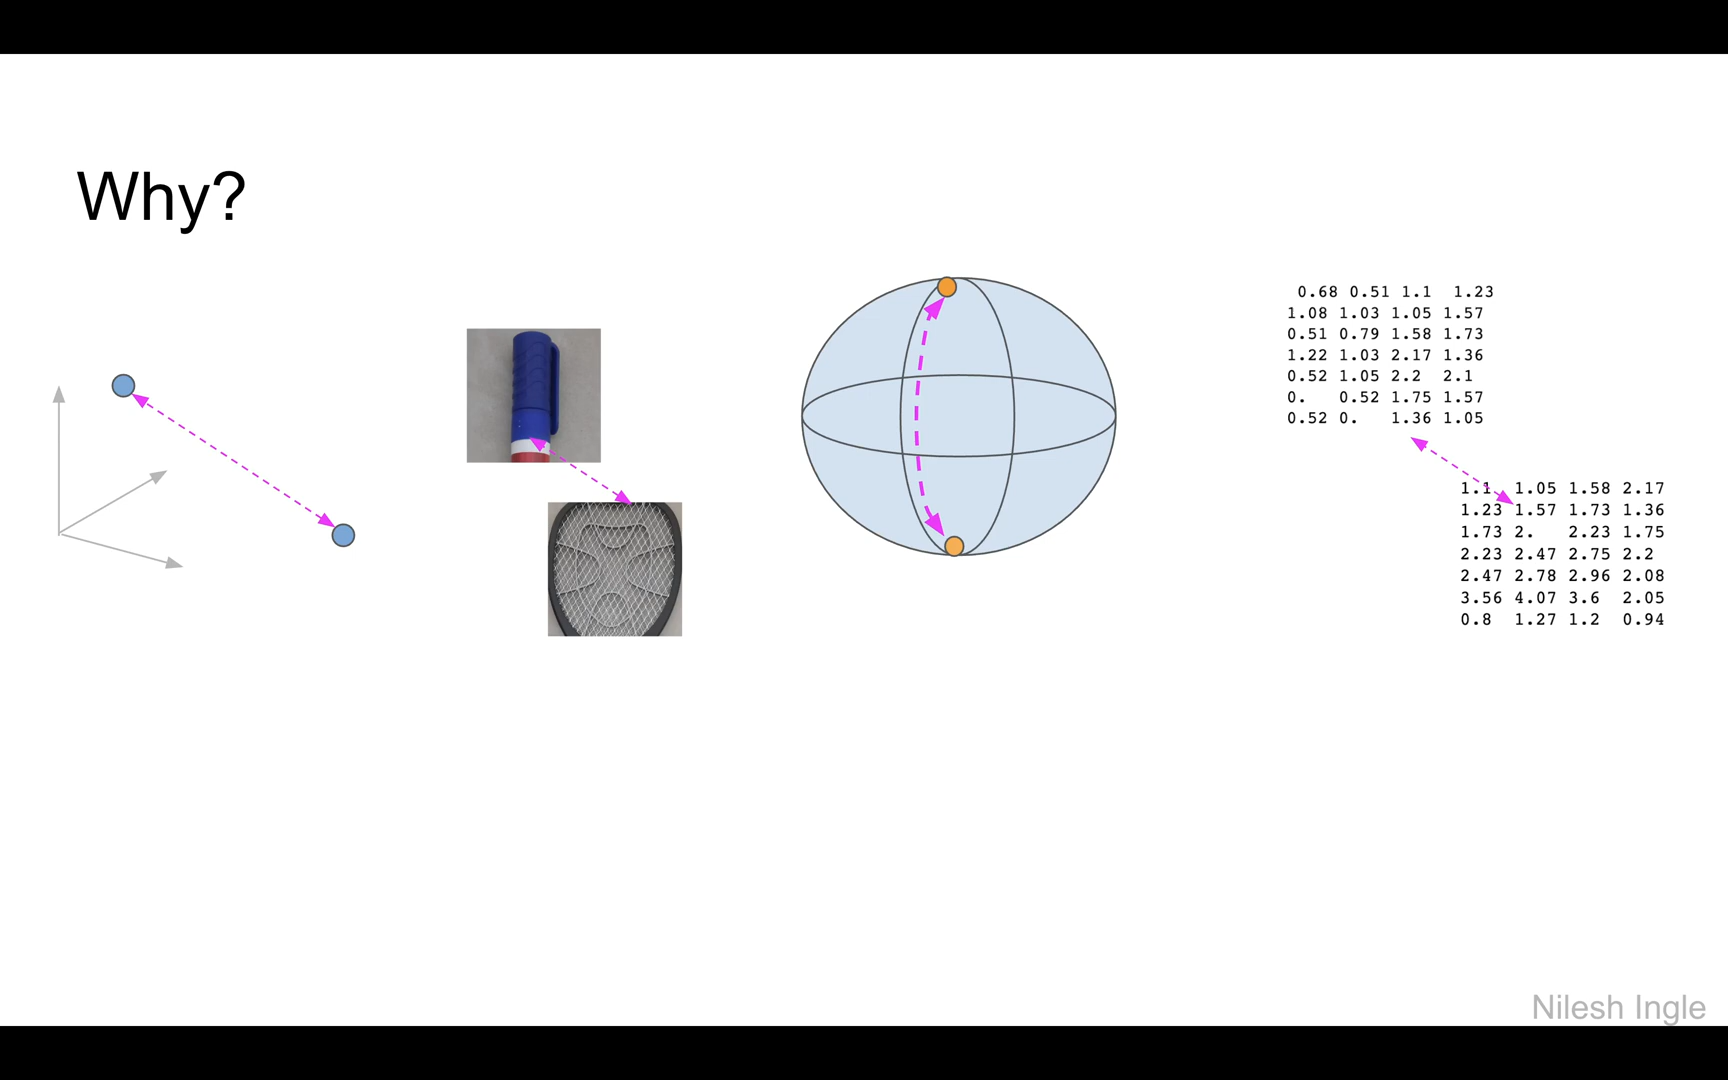 Why?
0.68 0.51 1.1 1.23
1.08 1.03 1.05 1.57
0.51 0.79 1.58 1.73
1.22 1.03 2.17 1.36
0.52 1.05 2.2 2.1
0. 0.52 1.75 1.57
0.52 0. 1.36 1.05
1.1 1.05 1.58 2.17
1.23 1.57 1.73 1.36
1.73 2. 2.23 1.75
2.23 2.47 2.75 2.2
2.47 2.78 2.96 2.08
3.56 4.07 3.6 2.05
0.8 1.27 1.2 0.94
Nilesh Ingle